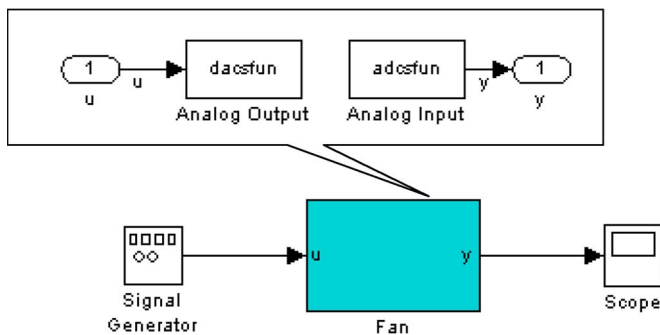 1
u
u
dacsfun
Analog Output
adcsfun
Analog Input
y
1
y
Signal
Generator
u
y
Fan
Scope